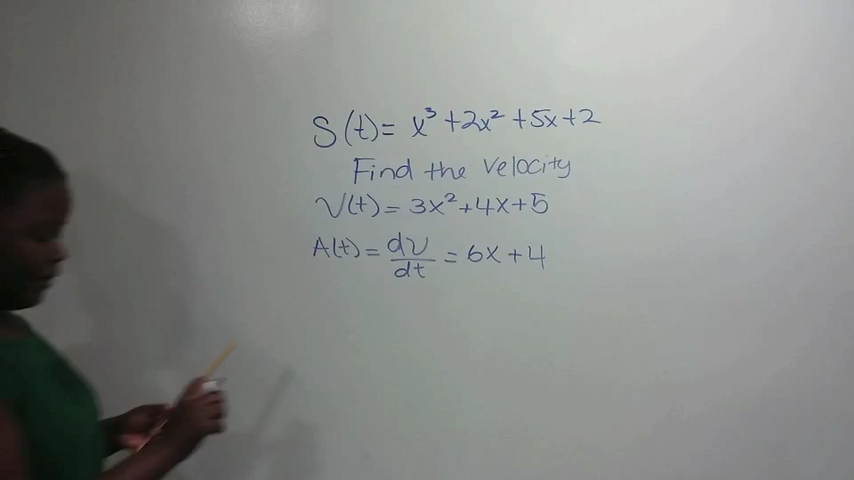 S(t) = x³ + 2x² + 5x + 2
Find the velocity
V(t) = 3x² + 4x + 5
A(t) = dv/dt = 6x + 4